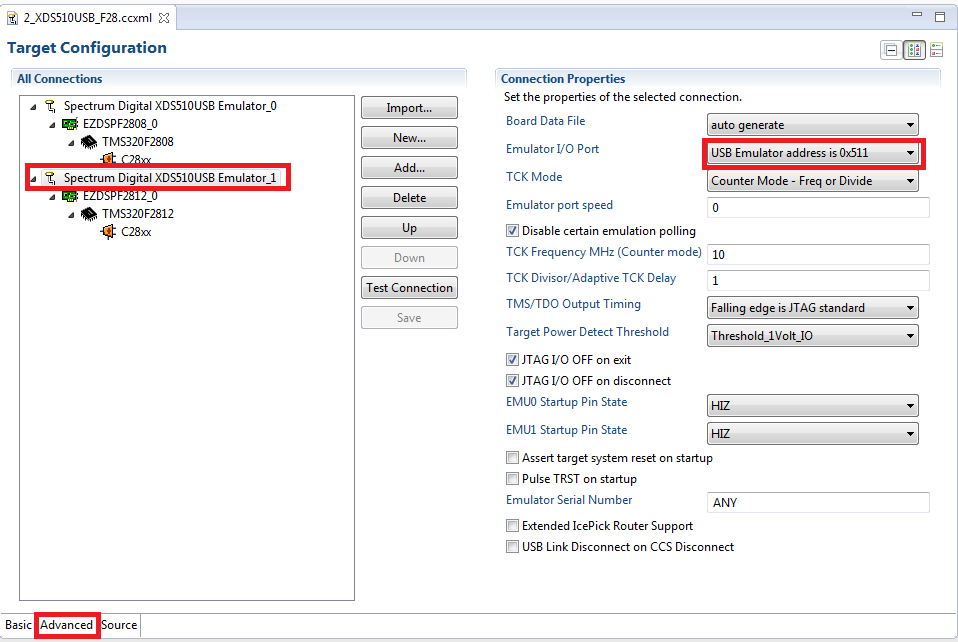 2_XDS510USB_F28.ccxml
Target Configuration
All Connections
Spectrum Digital XDS510USB Emulator_0
EZDSPF2808_0
TMS320F2808
C28xx
Spectrum Digital XDS510USB Emulator_1
EZDSPF2812_0
TMS320F2812
C28xx
Import...
New...
Add...
Delete
Up
Down
Test Connection
Save
Connection Properties
Set the properties of the selected connection.
Board Data File auto generate
Emulator I/O Port USB Emulator address is 0x511
TCK Mode Counter Mode - Freq or Divide
Emulator port speed 0
Disable certain emulation polling
TCK Frequency MHz (Counter mode) 10
TCK Divisor/Adaptive TCK Delay 1
TMS/TDO Output Timing Falling edge is JTAG standard
Target Power Detect Threshold Threshold_1Volt_IO
JTAG I/O OFF on exit
JTAG I/O OFF on disconnect
EMU0 Startup Pin State HIZ
EMU1 Startup Pin State HIZ
Assert target system reset on startup
Pulse TRST on startup
Emulator Serial Number ANY
Extended IcePick Router Support
USB Link Disconnect on CCS Disconnect
Basic Advanced Source